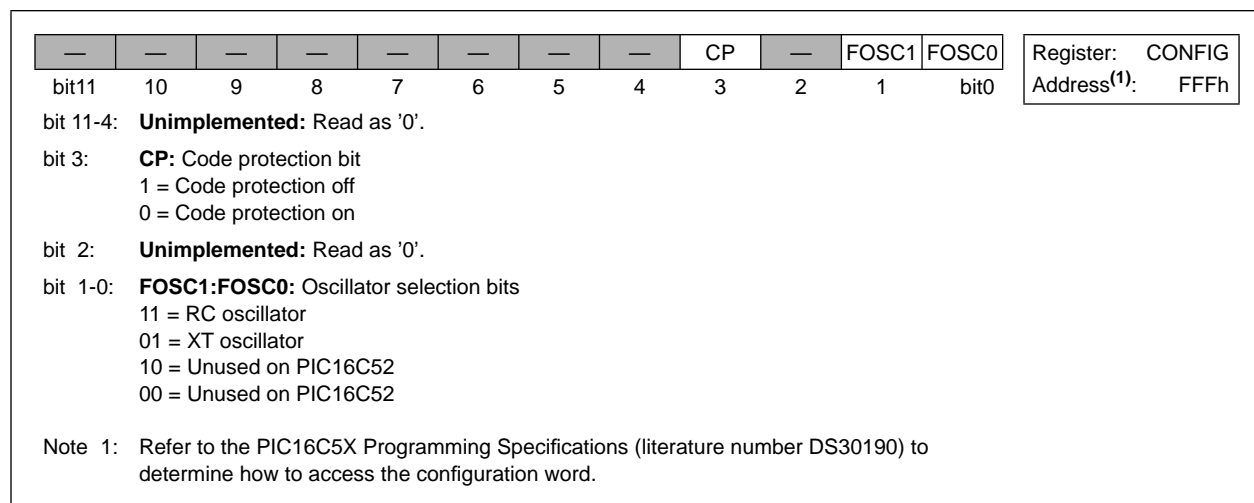 — — — — — — — — CP — FOSC1 FOSC0
bit11 10 9 8 7 6 5 4 3 2 1 bit0
Register: CONFIG
Address(1): FFFh
bit 11-4: Unimplemented: Read as '0'.
bit 3: CP: Code protection bit
1 = Code protection off
0 = Code protection on
bit 2: Unimplemented: Read as '0'.
bit 1-0: FOSC1:FOSC0: Oscillator selection bits
11 = RC oscillator
01 = XT oscillator
10 = Unused on PIC16C52
00 = Unused on PIC16C52
Note 1: Refer to the PIC16C5X Programming Specifications (literature number DS30190) to
determine how to access the configuration word.